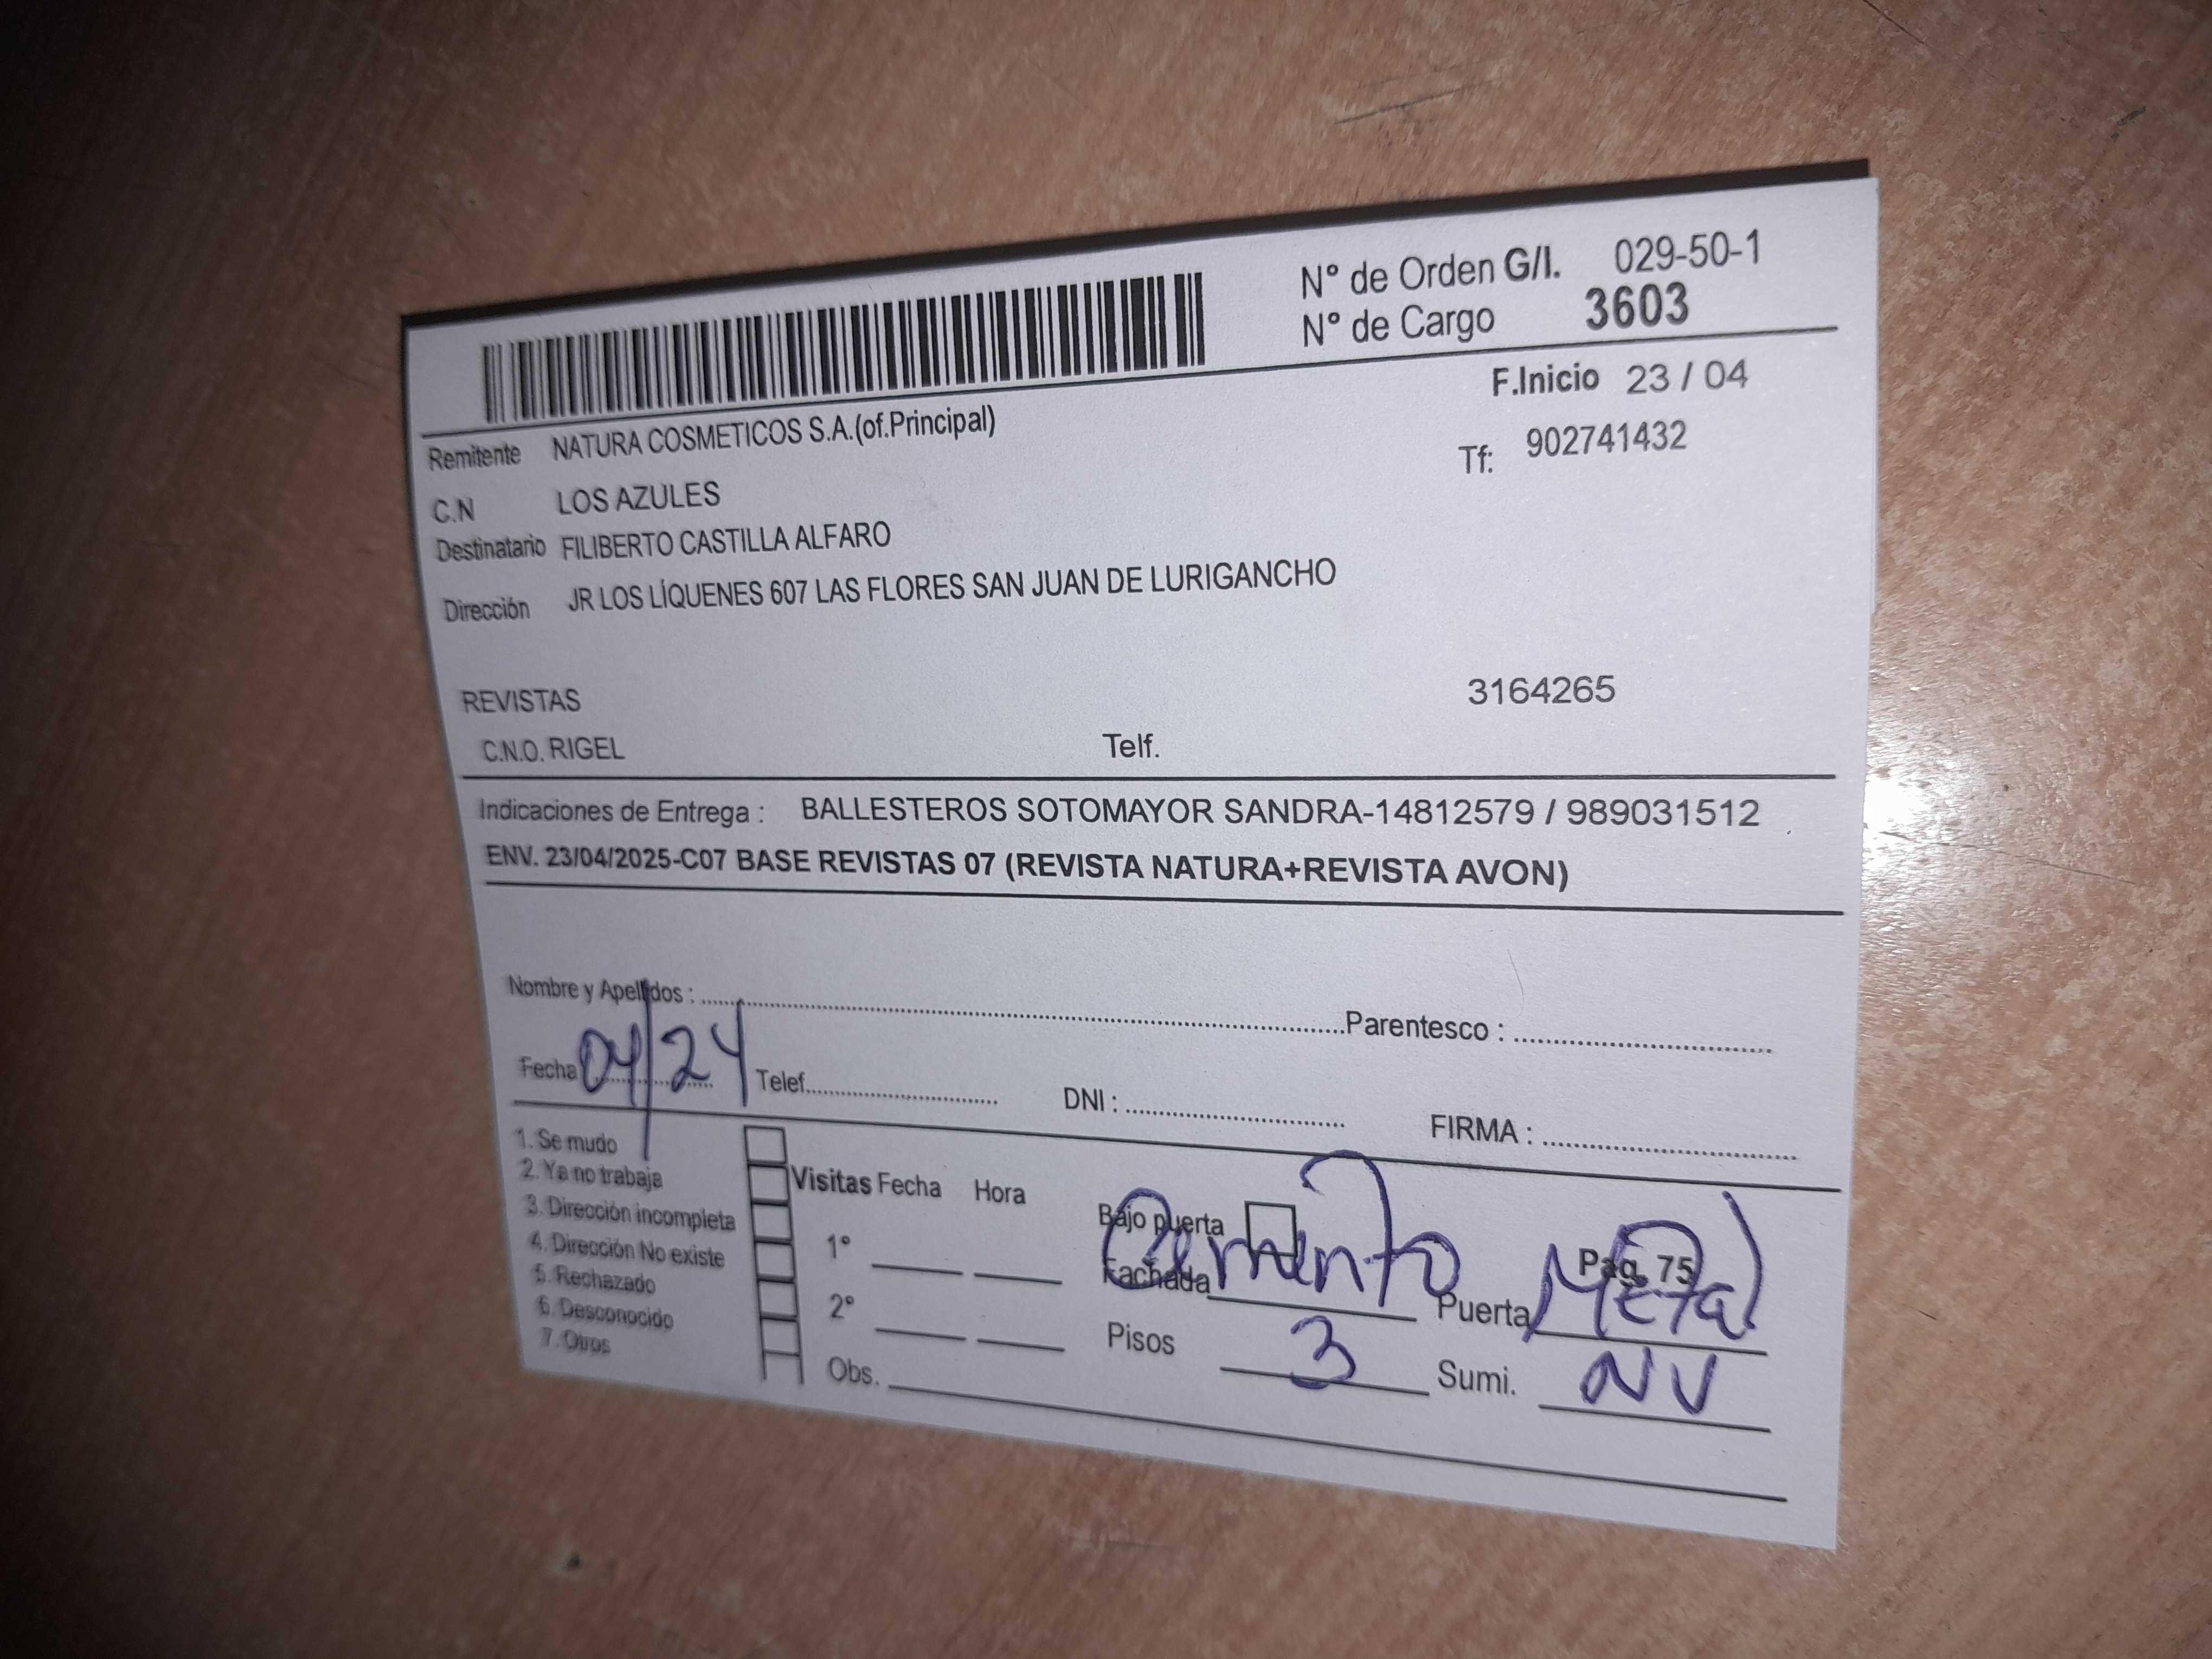 N° de Orden G/I. 029-50-1
N° de Cargo 3603
F.Inicio 23 / 04
Remitente NATURA COSMETICOS S.A.(of.Principal)
Tf: 902741432
C.N LOS AZULES
Destinatario FILIBERTO CASTILLA ALFARO
Dirección JR LOS LÍQUENES 607 LAS FLORES SAN JUAN DE LURIGANCHO
REVISTAS 3164265
C.N.O. RIGEL Telf.
Indicaciones de Entrega : BALLESTEROS SOTOMAYOR SANDRA-14812579 / 989031512
ENV. 23/04/2025-C07 BASE REVISTAS 07 (REVISTA NATURA+REVISTA AVON)
Nombre y Apellidos : Parentesco :
Fecha 04/24 Telef. DNI : FIRMA :
1. Se mudo
2. Ya no trabaja
3. Dirección incompleta
4. Dirección No existe
5. Rechazado
6. Desconocido
7. Otros
Visitas Fecha Hora
1°
2°
Obs.
Bajo puerta
Pag. 75
Fachada Cemento Puerta Metal
Pisos 3 Sumi. NV